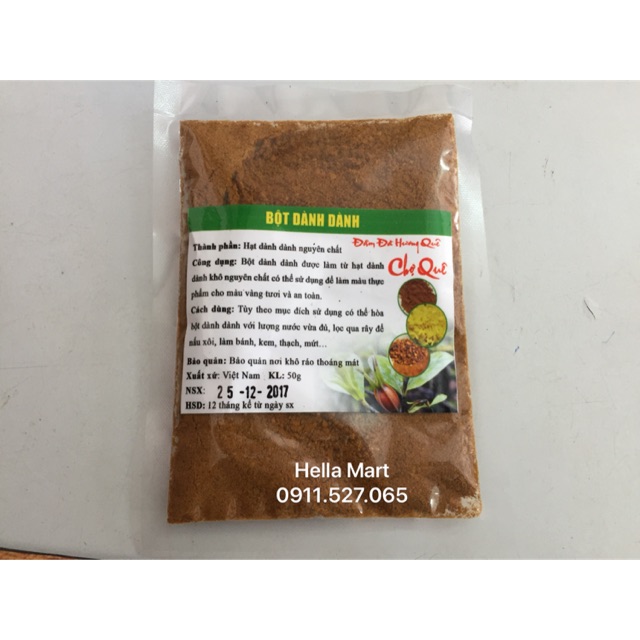 BỘT DÀNH DÀNH
Thành phần: Hạt dành dành nguyên chất
Đậm Đà Hương Quê
Chợ Quê
Công dụng: Bột dành dành được làm từ hạt dành
dành khô nguyên chất có thể sử dụng để làm màu thực
phẩm cho màu vàng tươi và an toàn.
Cách dùng: Tùy theo mục đích sử dụng có thể hòa
bột dành dành với lượng nước vừa đủ, lọc qua rây để
nấu xôi, làm bánh, kem, thạch, mứt...
Bảo quản: Bảo quản nơi khô ráo thoáng mát
Xuất xứ: Việt Nam KL: 50g
NSX: 25-12-2017
HSD: 12 tháng kể từ ngày sx
Hella Mart
0911.527.065